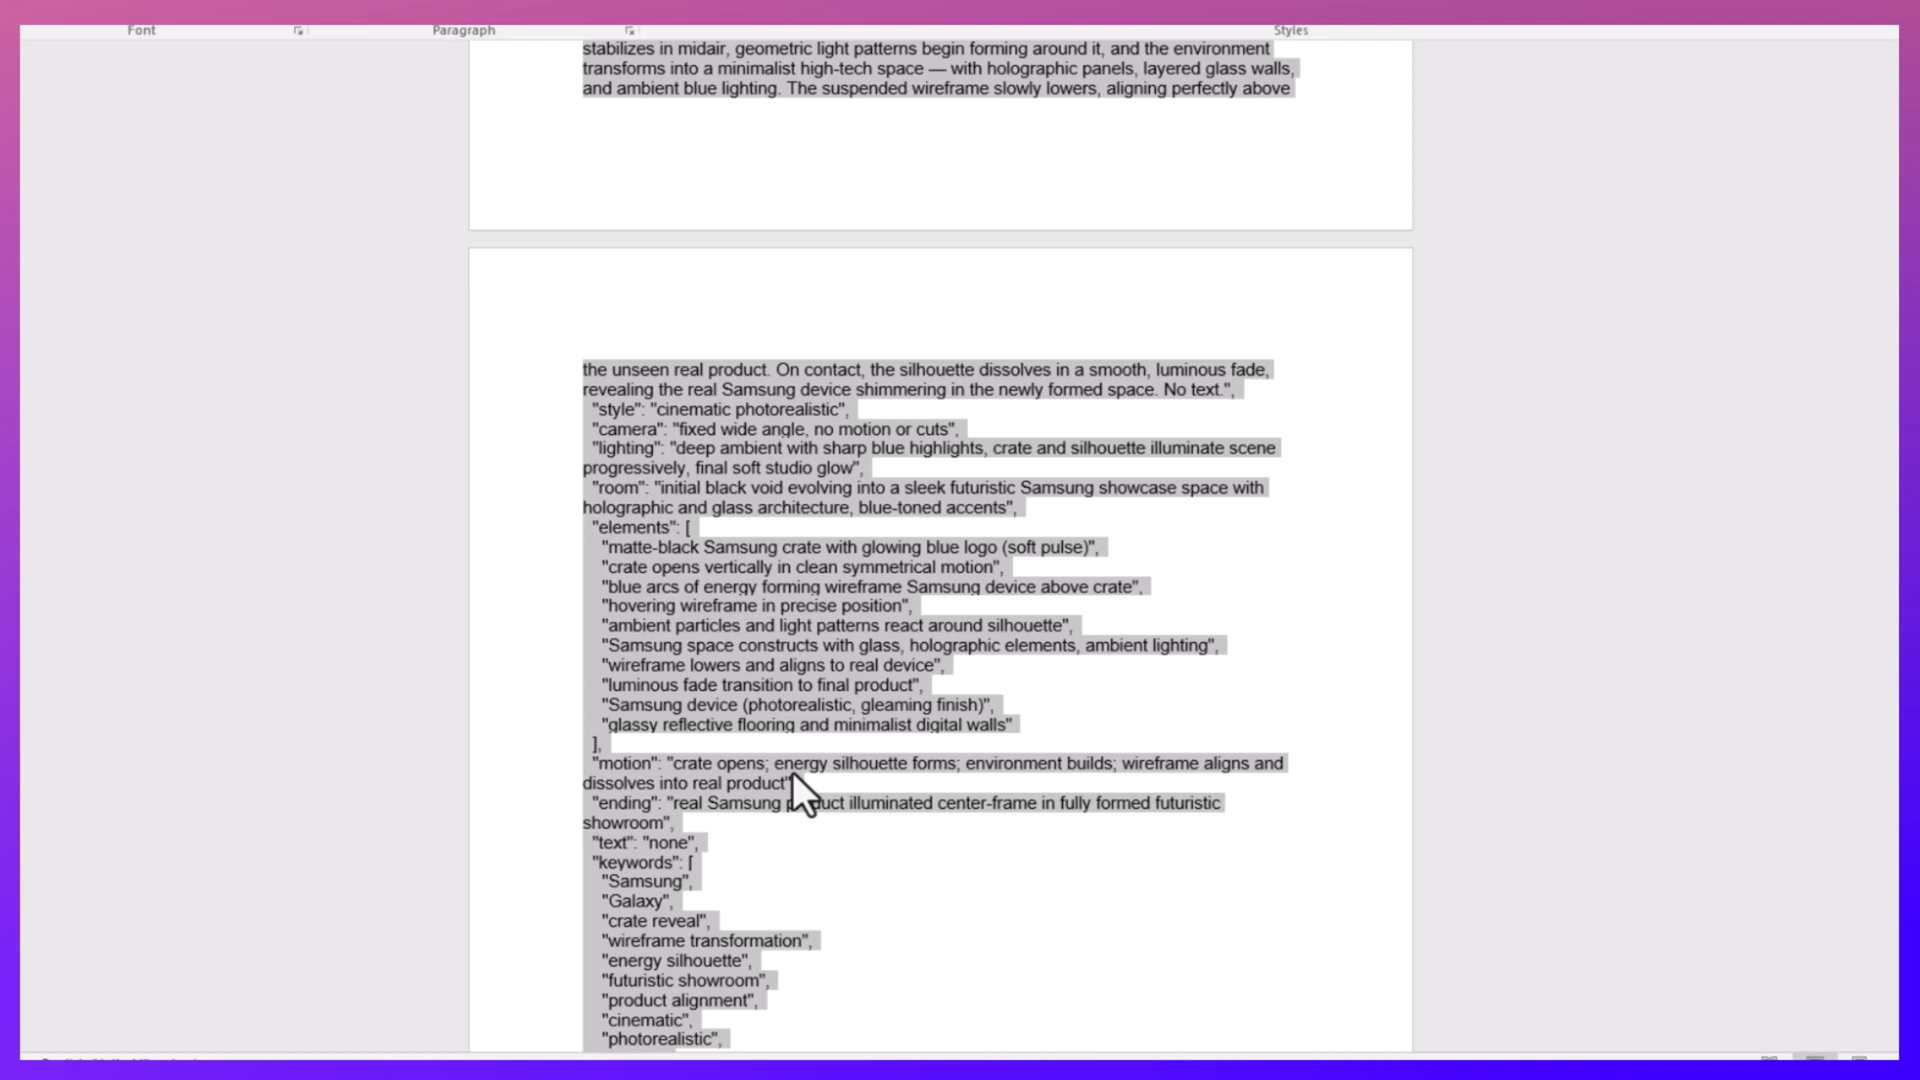 Font
Paragraph
Styles
stabilizes in midair, geometric light patterns begin forming around it, and the environment
transforms into a minimalist high-tech space — with holographic panels, layered glass walls,
and ambient blue lighting. The suspended wireframe slowly lowers, aligning perfectly above
the unseen real product. On contact, the silhouette dissolves in a smooth, luminous fade,
revealing the real Samsung device shimmering in the newly formed space. No text.",
"style": "cinematic photorealistic",
"camera": "fixed wide angle, no motion or cuts",
"lighting": "deep ambient with sharp blue highlights, crate and silhouette illuminate scene
progressively, final soft studio glow",
"room": "initial black void evolving into a sleek futuristic Samsung showcase space with
holographic and glass architecture, blue-toned accents",
"elements": [
"matte-black Samsung crate with glowing blue logo (soft pulse)",
"crate opens vertically in clean symmetrical motion",
"blue arcs of energy forming wireframe Samsung device above crate",
"hovering wireframe in precise position",
"ambient particles and light patterns react around silhouette",
"Samsung space constructs with glass, holographic elements, ambient lighting",
"wireframe lowers and aligns to real device",
"luminous fade transition to final product",
"Samsung device (photorealistic, gleaming finish)",
"glassy reflective flooring and minimalist digital walls"
],
"motion": "crate opens; energy silhouette forms; environment builds; wireframe aligns and
dissolves into real product"
"ending": "real Samsung product illuminated center-frame in fully formed futuristic
showroom",
"text": "none",
"keywords": [
"Samsung",
"Galaxy",
"crate reveal",
"wireframe transformation",
"energy silhouette",
"futuristic showroom",
"product alignment",
"cinematic",
"photorealistic",